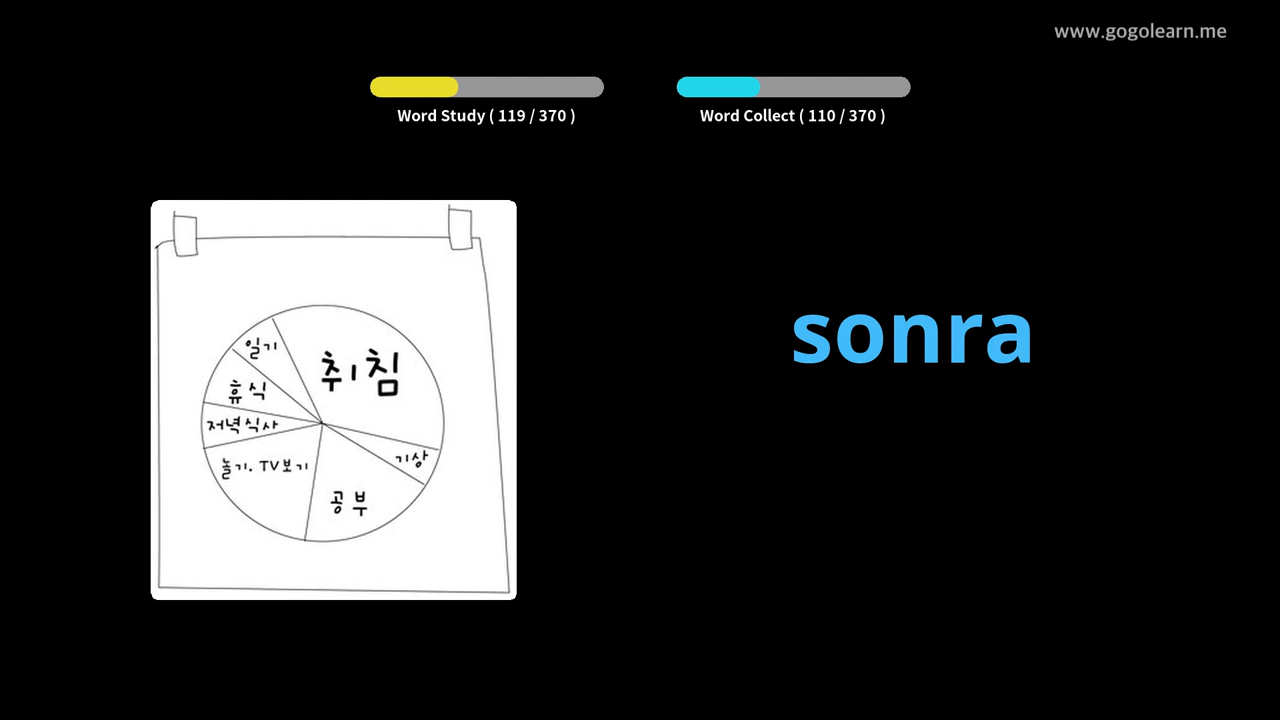 www.gogolearn.me
Word Study ( 119 / 370 )
Word Collect ( 110 / 370 )
일기
취침
휴식
저녁식사
놀기. TV보기
기상
공부
sonra